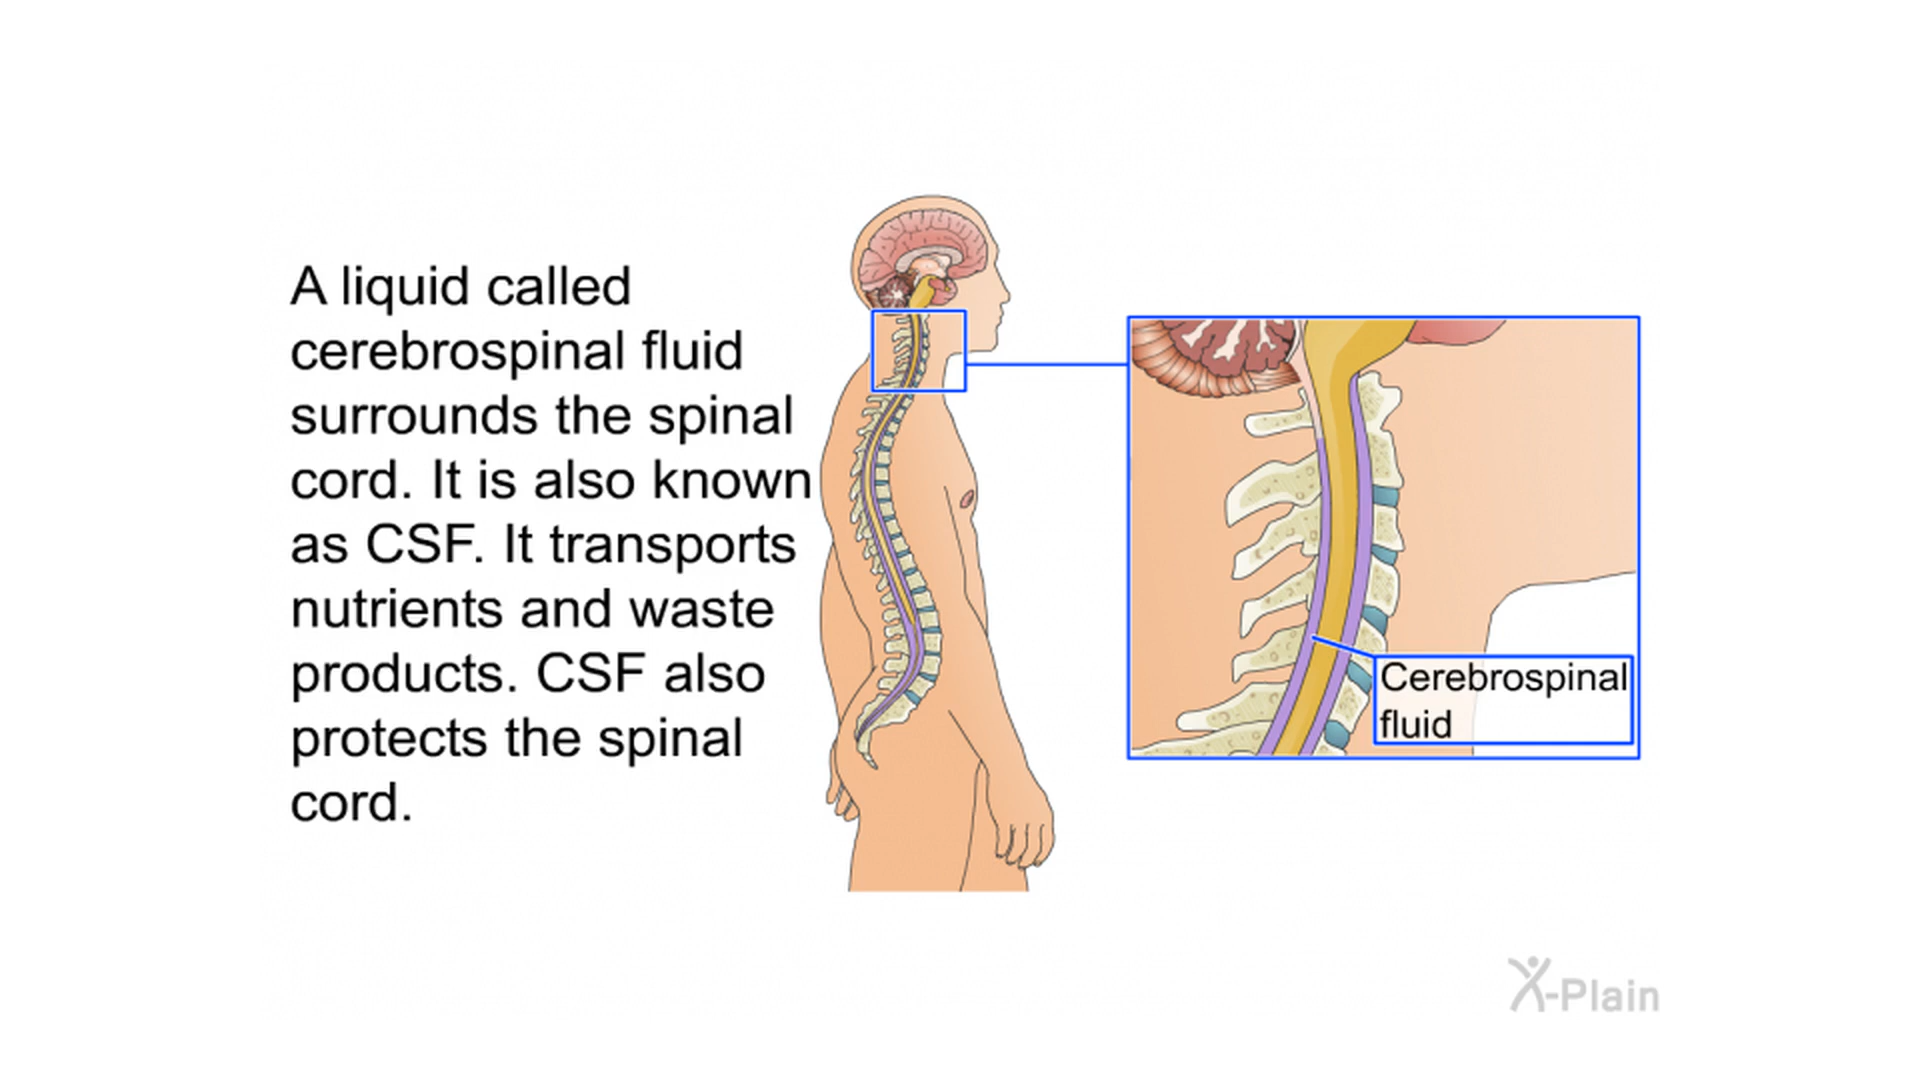 A liquid called
cerebrospinal fluid
surrounds the spinal
cord. It is also known
as CSF. It transports
nutrients and waste
products. CSF also
protects the spinal
cord.
Cerebrospinal
fluid
X-Plain